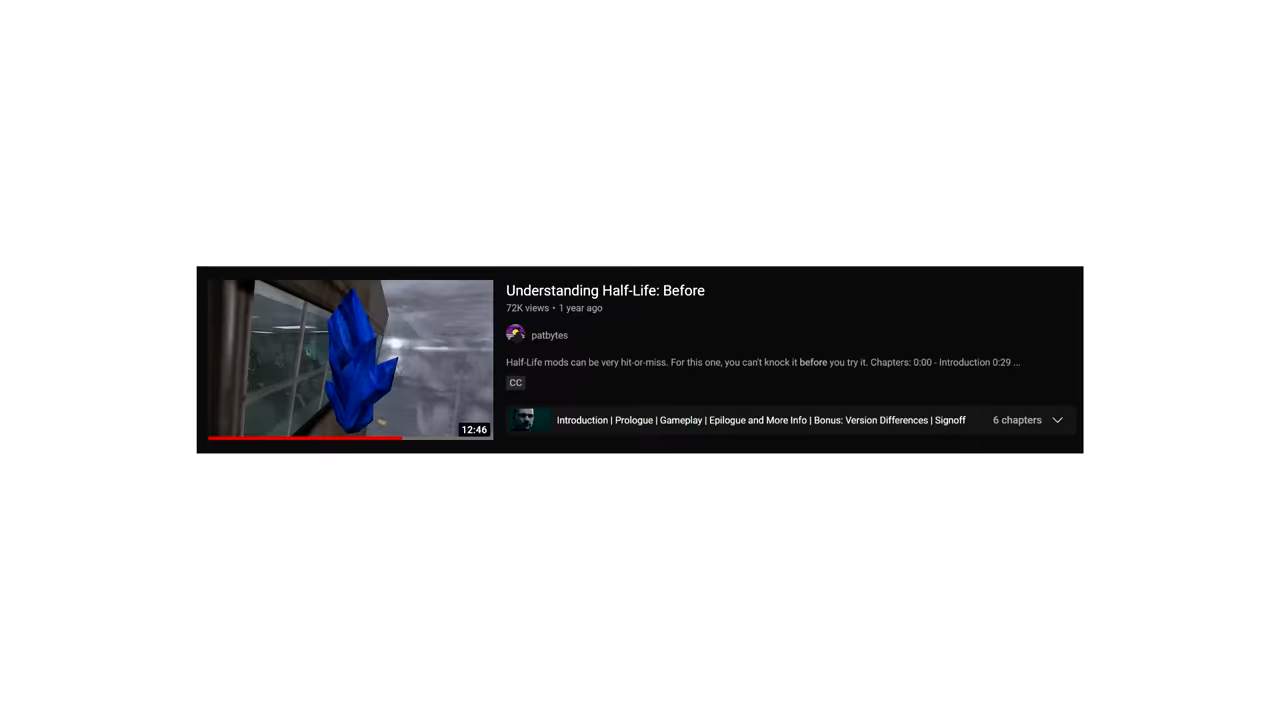 Understanding Half-Life: Before
72K views • 1 year ago
patbytes
Half-Life mods can be very hit-or-miss. For this one, you can't knock it before you try it. Chapters: 0:00 - Introduction 0:29 ...
CC
12:46
Introduction | Prologue | Gameplay | Epilogue and More Info | Bonus: Version Differences | Signoff 6 chapters